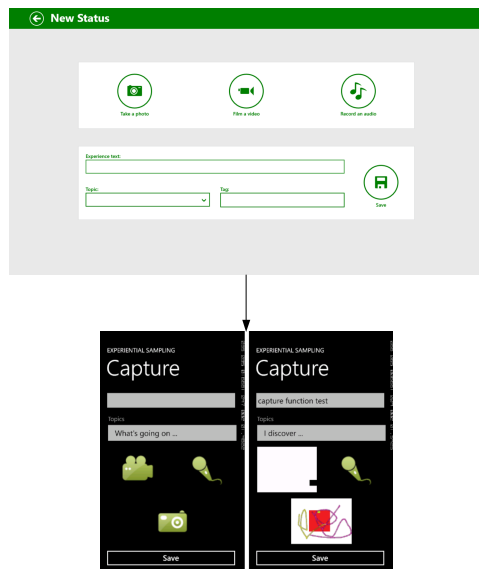 New Status
Take a photo
Film a video
Record an audio
Experience text:
Topic:
Tag:
Save
EXPERIENTIAL SAMPLING
Capture
Topics
What's going on ...
Save
EXPERIENTIAL SAMPLING
Capture
capture function test
Topics
I discover ...
Save